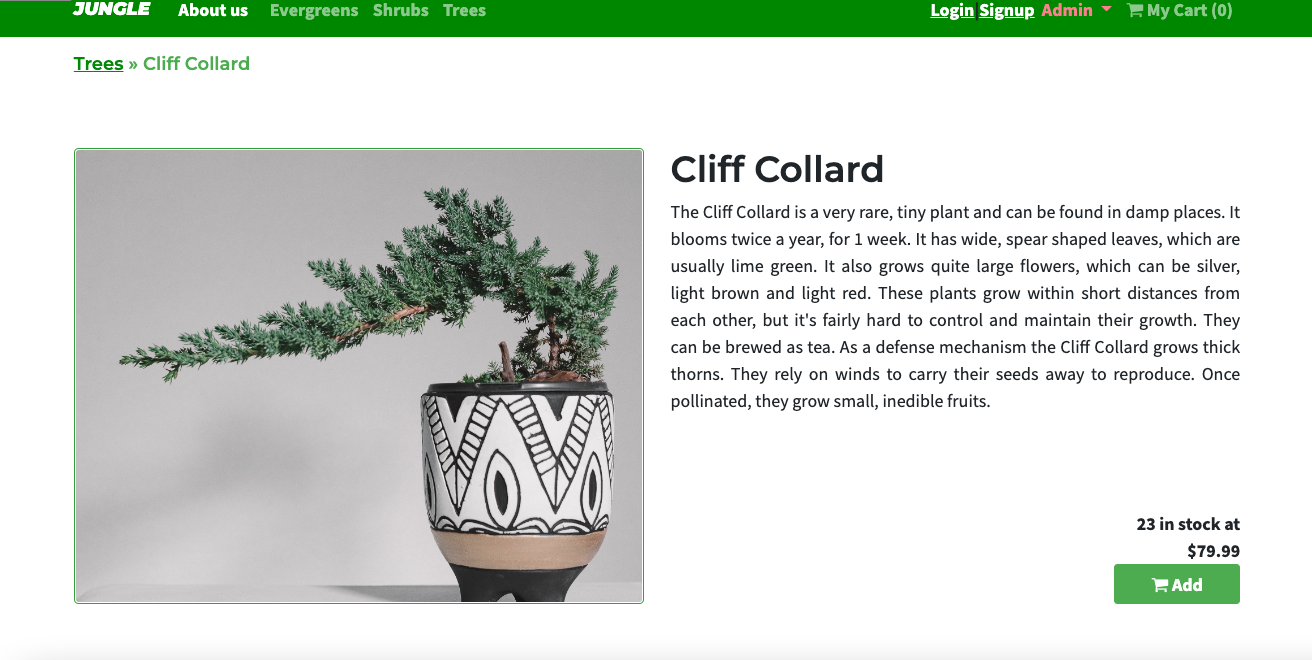 JUNGLE About us Evergreens Shrubs Trees Login|Signup Admin My Cart (0)
Trees » Cliff Collard
Cliff Collard
The Cliff Collard is a very rare, tiny plant and can be found in damp places. It
blooms twice a year, for 1 week. It has wide, spear shaped leaves, which are
usually lime green. It also grows quite large flowers, which can be silver,
light brown and light red. These plants grow within short distances from
each other, but it's fairly hard to control and maintain their growth. They
can be brewed as tea. As a defense mechanism the Cliff Collard grows thick
thorns. They rely on winds to carry their seeds away to reproduce. Once
pollinated, they grow small, inedible fruits.
23 in stock at
$79.99
Add